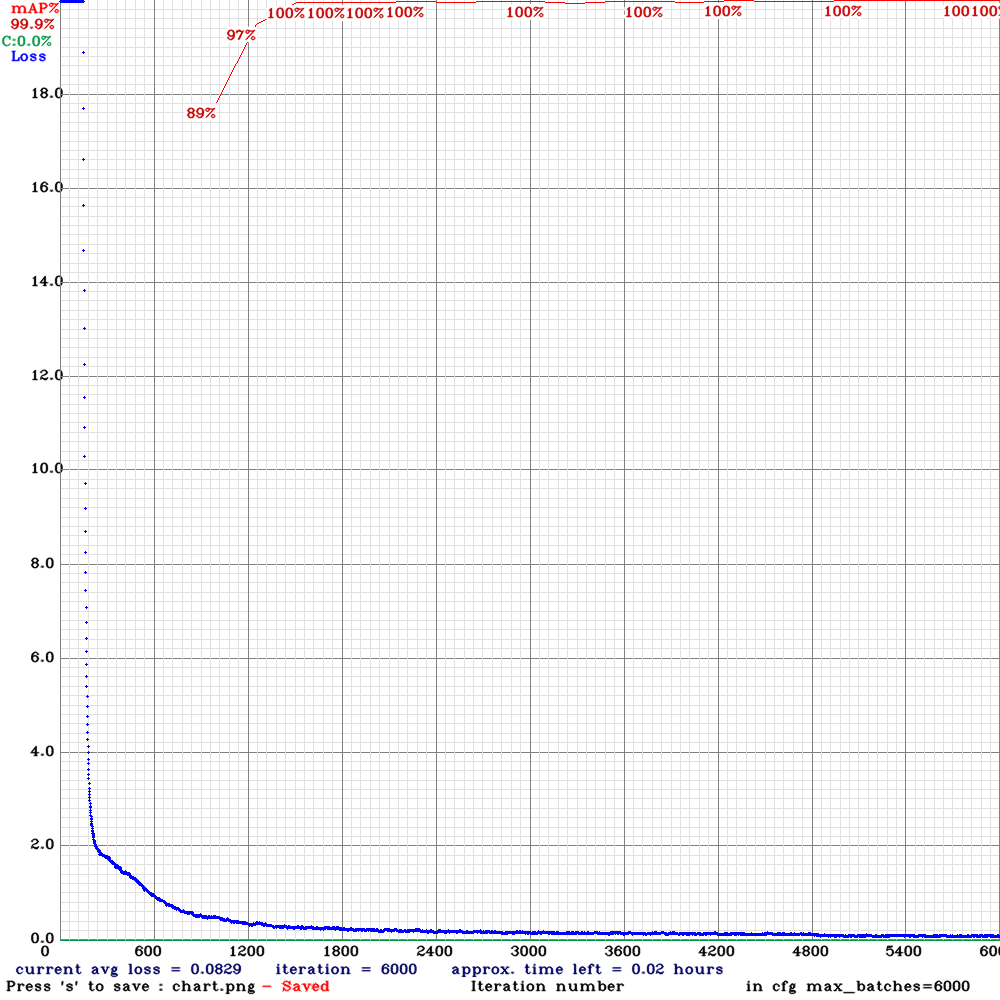 mAP%
99.9%
C:0.0%
Loss
100% 100% 100% 100% 100% 100% 100% 100% 100 100%
97%
89%
18.0
16.0
14.0
12.0
10.0
8.0
6.0
4.0
2.0
0.0
0 600 1200 1800 2400 3000 3600 4200 4800 5400 600
current avg loss = 0.0829 iteration = 6000 approx. time left = 0.02 hours
Press 's' to save : chart.png - Saved Iteration number in cfg max_batches=6000